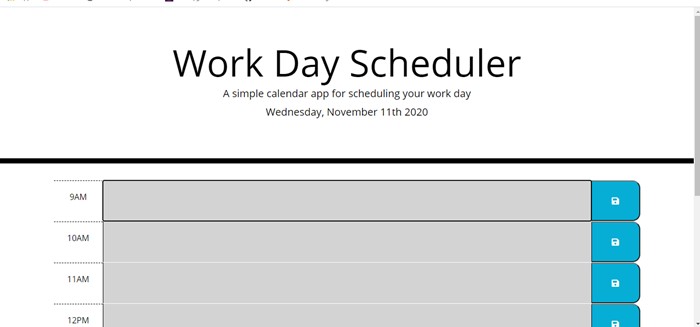 Work Day Scheduler
A simple calendar app for scheduling your work day
Wednesday, November 11th 2020
9AM
10AM
11AM
12PM